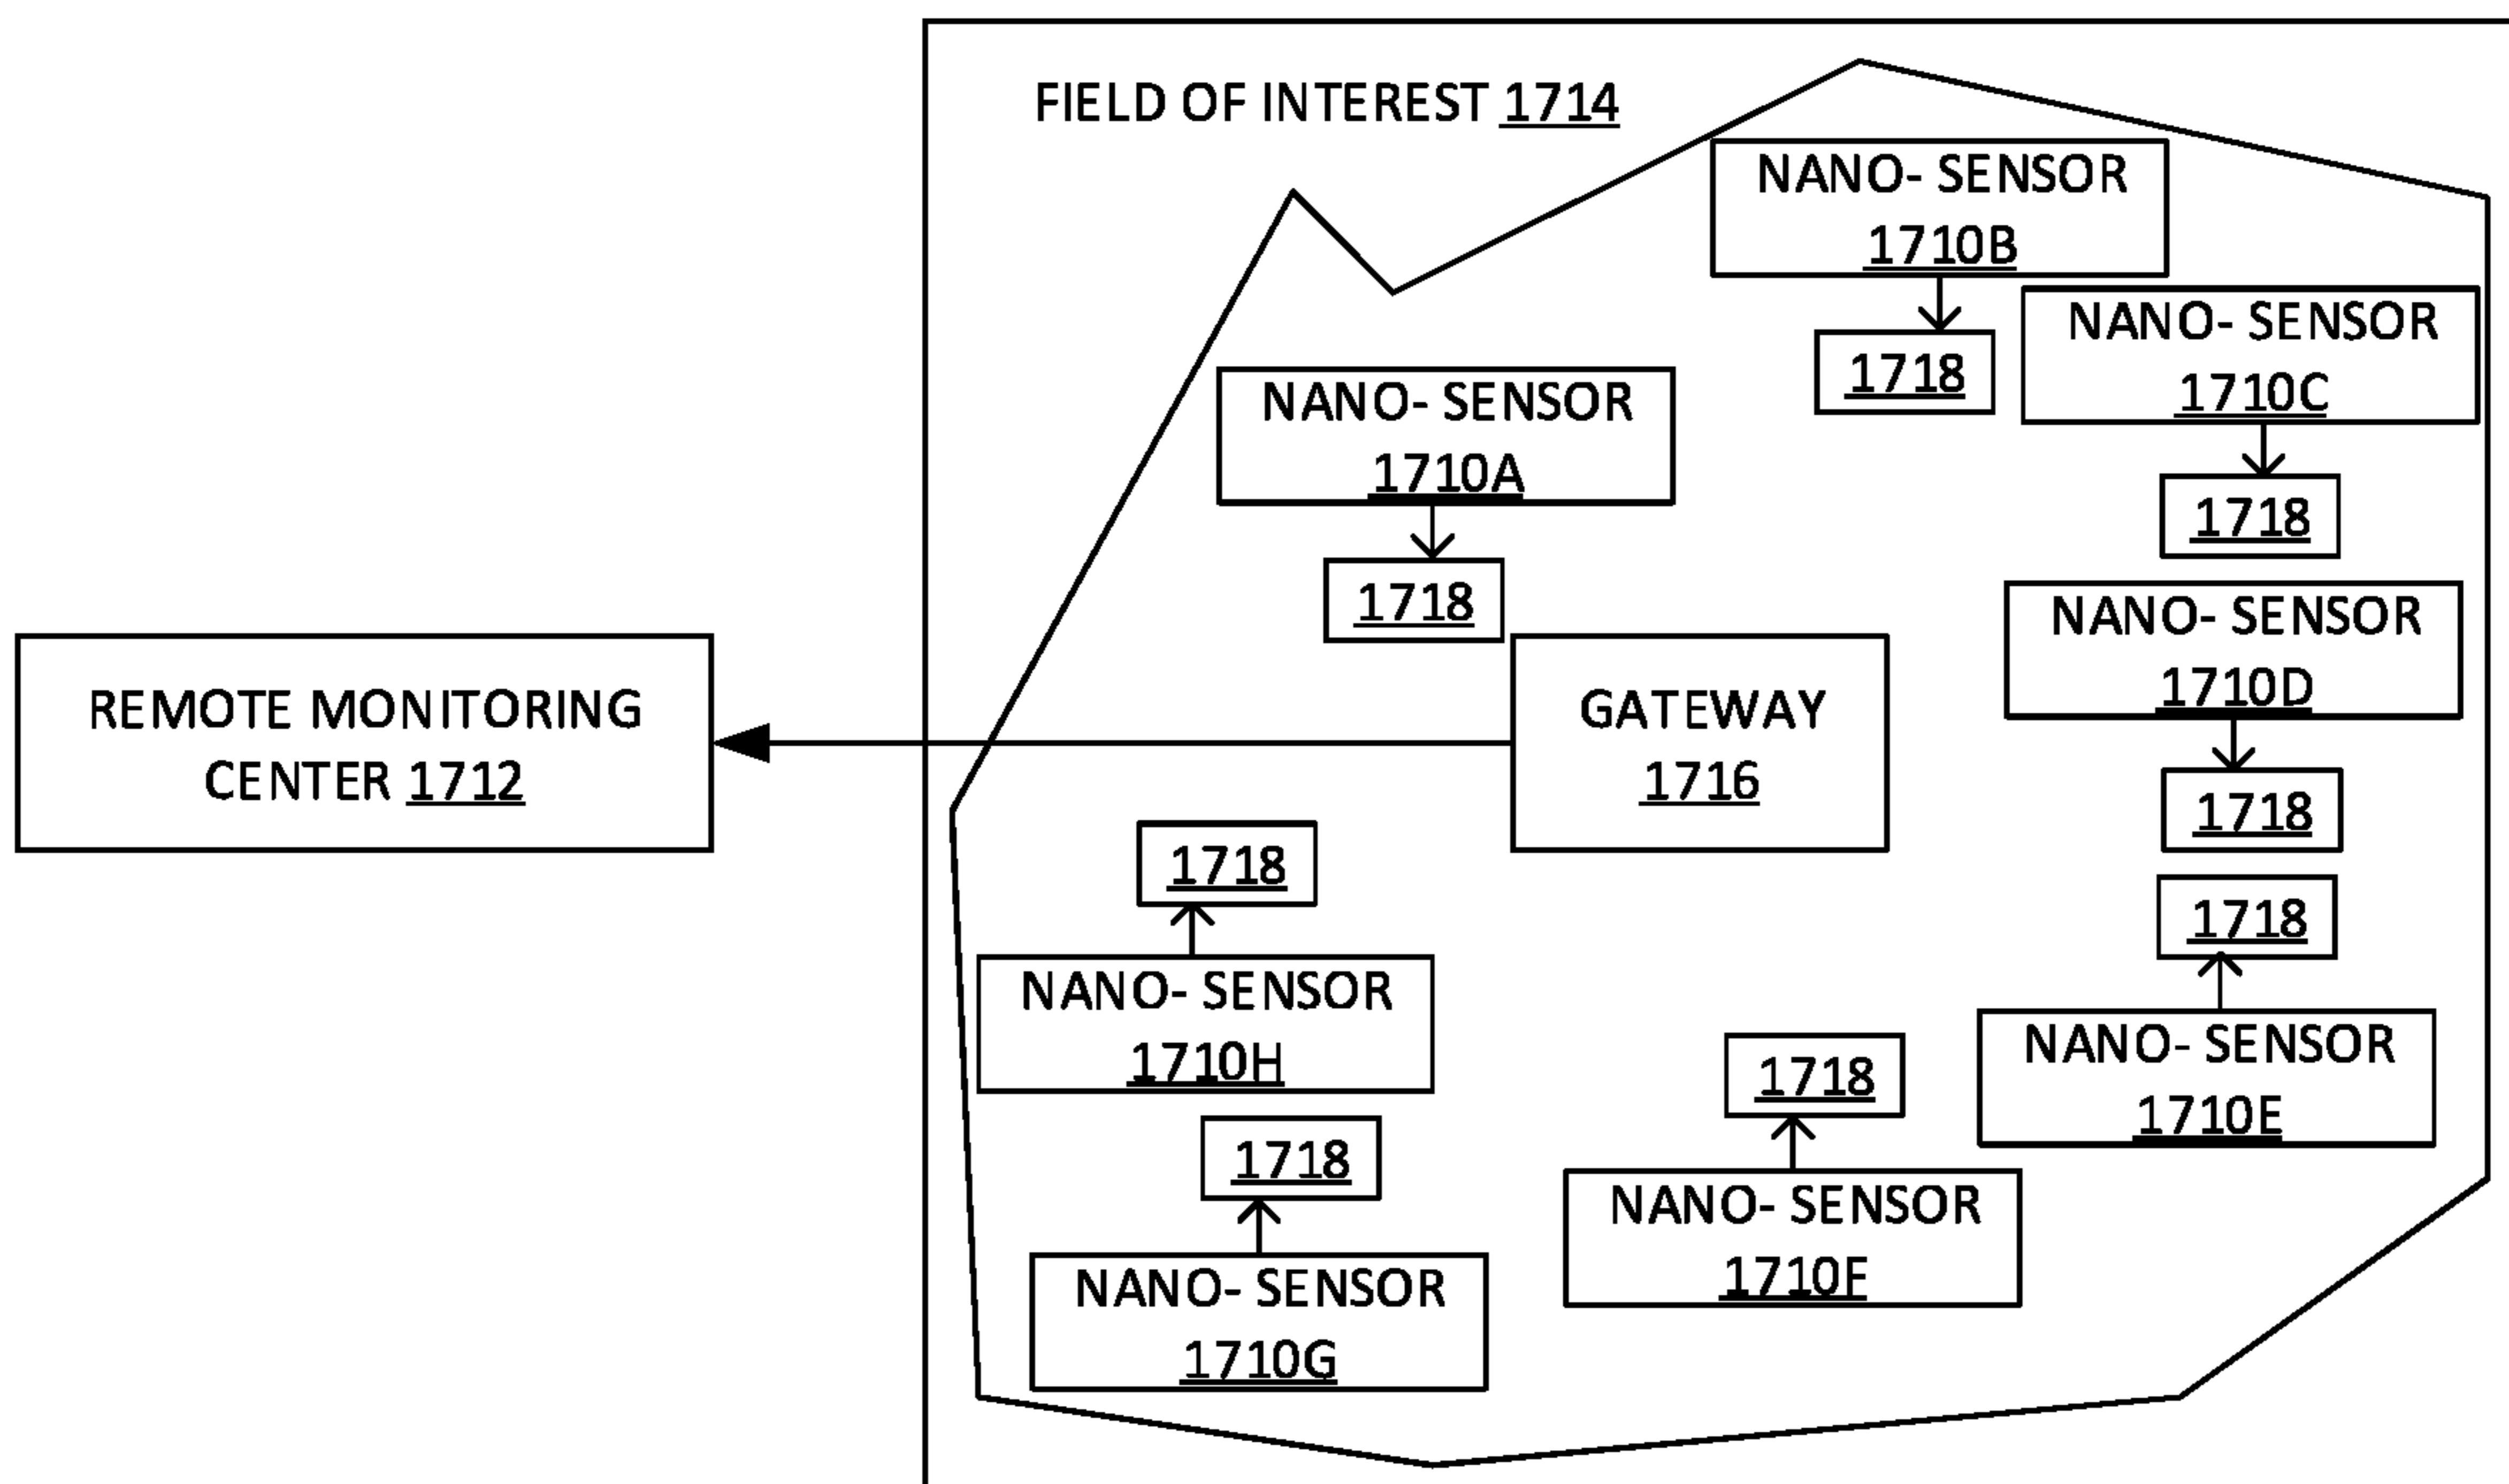 FIELD OF INTEREST 1714
NANO- SENSOR
1710B
1718
NANO- SENSOR
1710C
1718
NANO- SENSOR
1710A
1718
NANO- SENSOR
1710D
1718
REMOTE MONITORING
CENTER 1712
GATEWAY
1716
1718
NANO- SENSOR
1710H
1718
NANO- SENSOR
1710E
1718
NANO- SENSOR
1710F
1718
NANO- SENSOR
1710G